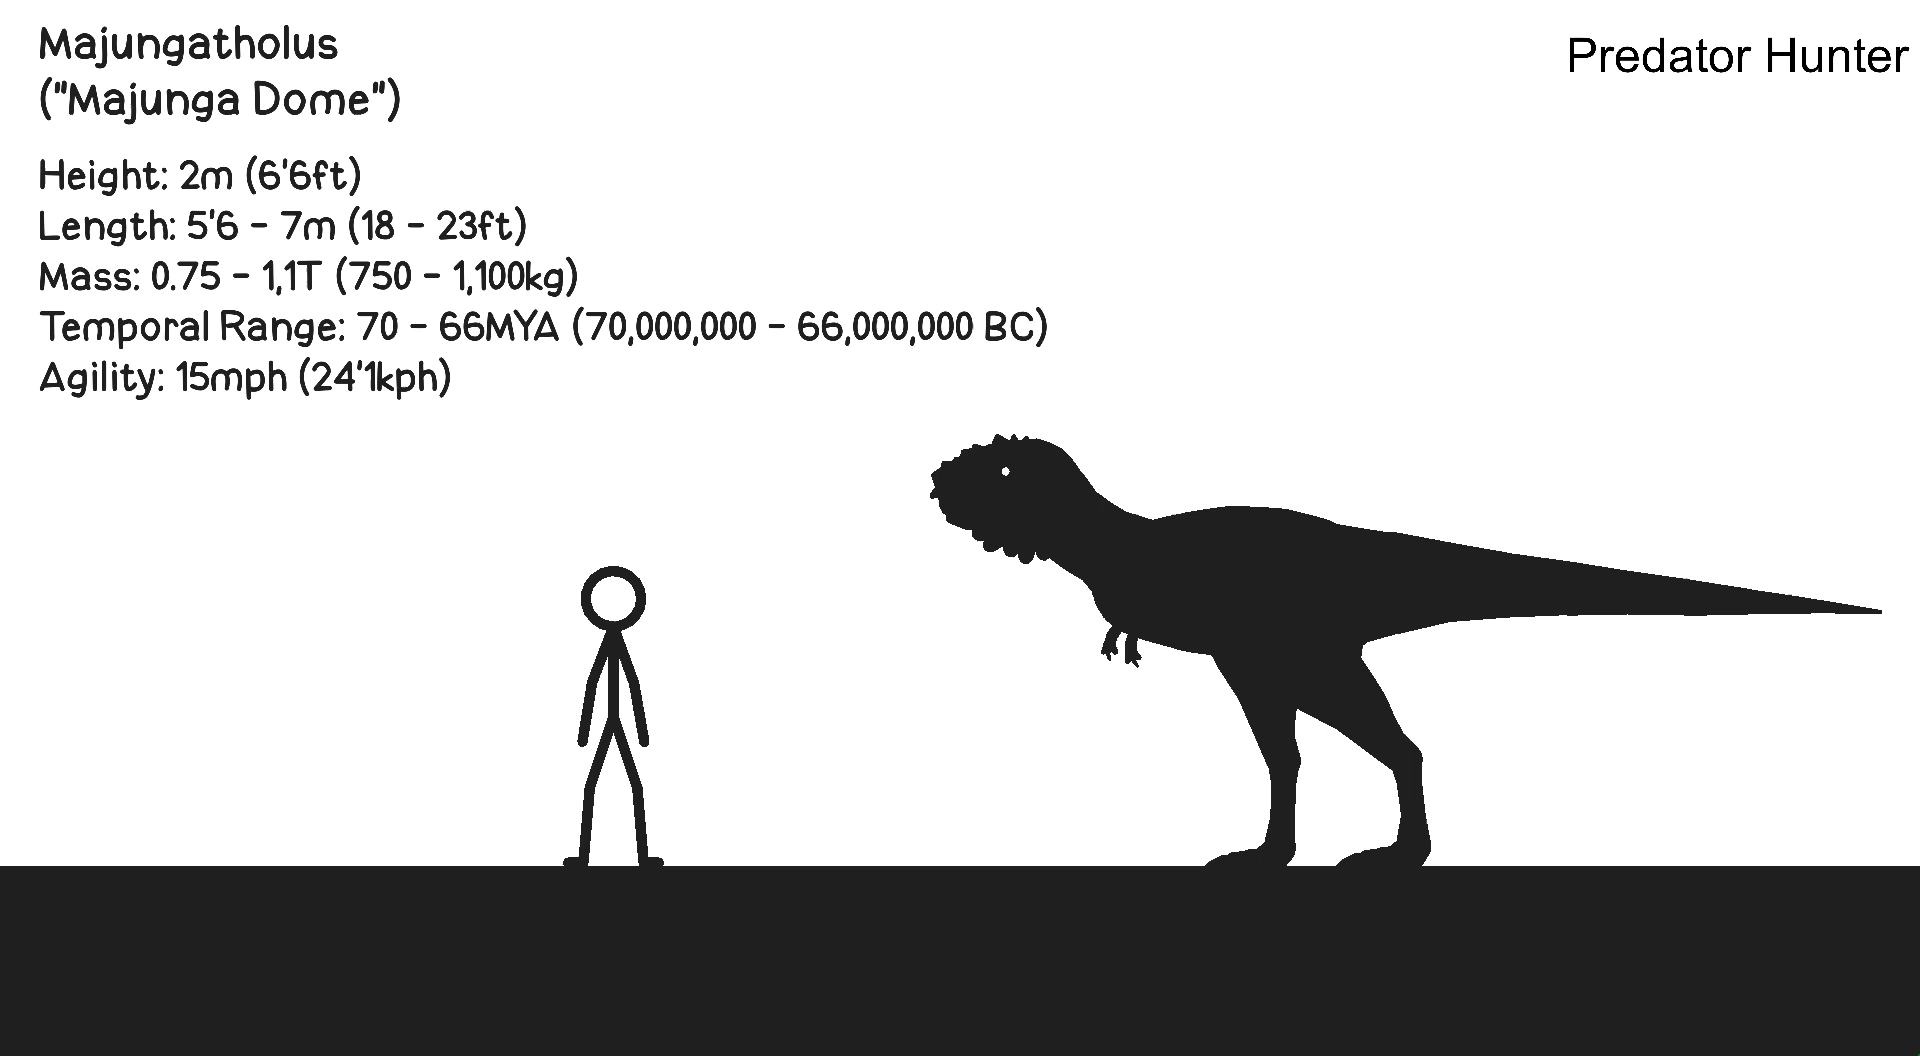 Majungatholus
("Majunga Dome")
Predator Hunter
Height: 2m (6'6ft)
Length: 5'6 - 7m (18 - 23ft)
Mass: 0.75 - 1,1T (750 - 1,100kg)
Temporal Range: 70 - 66MYA (70,000,000 - 66,000,000 BC)
Agility: 15mph (24'1kph)